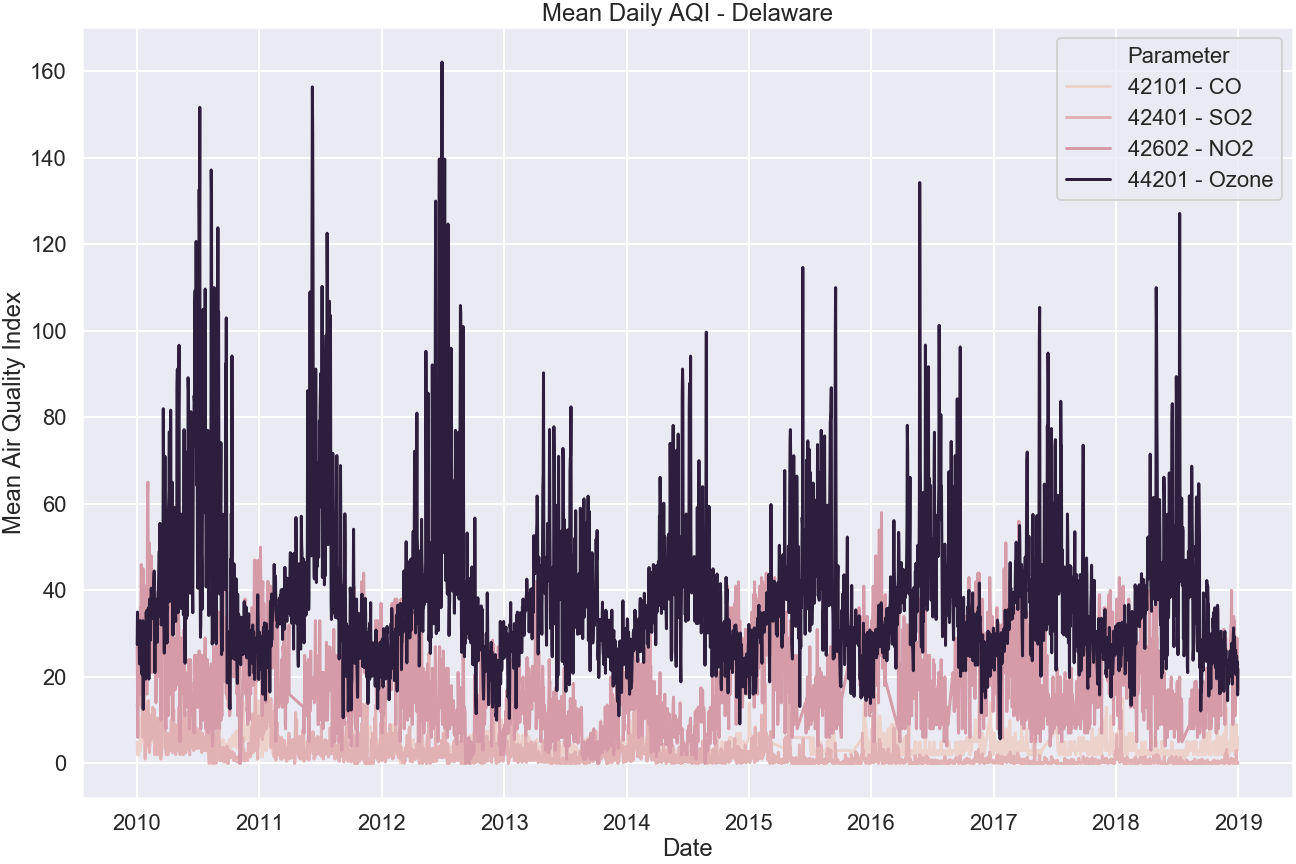 Mean Daily AQI - Delaware
Parameter
42101 - CO
42401 - SO2
42602 - NO2
44201 - Ozone
Mean Air Quality Index
160
140
120
100
80
60
40
20
0
2010 2011 2012 2013 2014 2015 2016 2017 2018 2019
Date